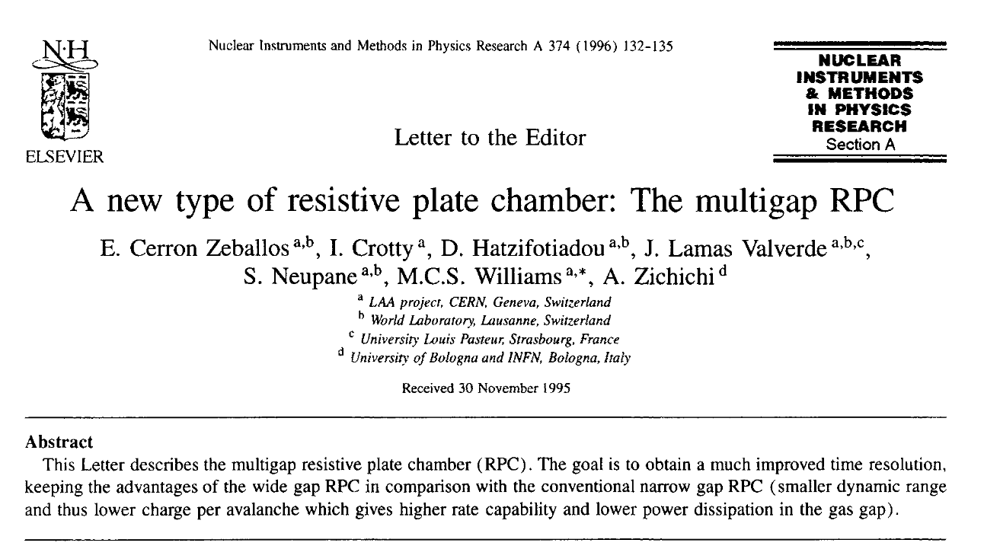 N·H
ELSEVIER
Nuclear Instruments and Methods in Physics Research A 374 (1996) 132-135
NUCLEAR
INSTRUMENTS
& METHODS
IN PHYSICS
RESEARCH
Section A
Letter to the Editor
A new type of resistive plate chamber: The multigap RPC
E. Cerron Zeballos a,b, I. Crotty a, D. Hatzifotiadou a,b, J. Lamas Valverde a,b,c,
S. Neupane a,b, M.C.S. Williams a,*, A. Zichichi d
a LAA project, CERN, Geneva, Switzerland
b World Laboratory, Lausanne, Switzerland
c University Louis Pasteur, Strasbourg, France
d University of Bologna and INFN, Bologna, Italy
Received 30 November 1995
Abstract
This Letter describes the multigap resistive plate chamber (RPC). The goal is to obtain a much improved time resolution,
keeping the advantages of the wide gap RPC in comparison with the conventional narrow gap RPC (smaller dynamic range
and thus lower charge per avalanche which gives higher rate capability and lower power dissipation in the gas gap).